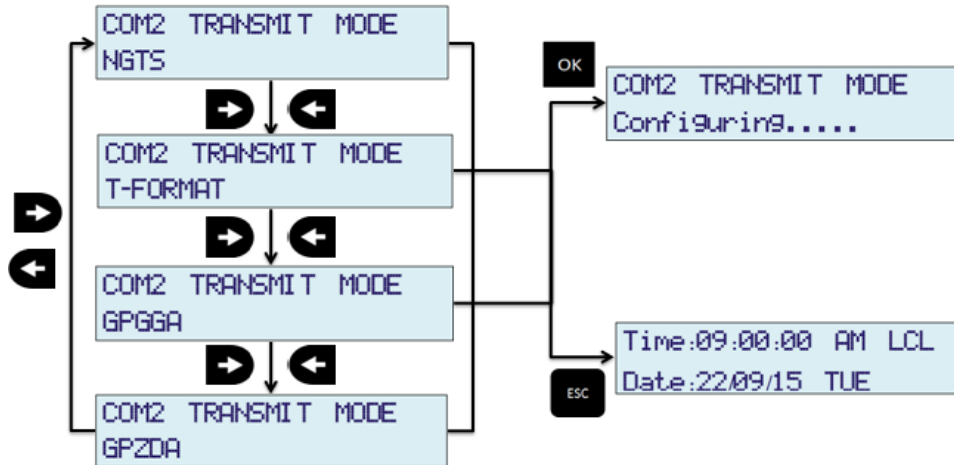 COM2 TRANSMIT MODE
NGTS
COM2 TRANSMIT MODE
T-FORMAT
COM2 TRANSMIT MODE
GPGGA
COM2 TRANSMIT MODE
GPZDA
OK
COM2 TRANSMIT MODE
Configuring.....
Time:09:00:00 AM LCL
Date:22/09/15 TUE
ESC